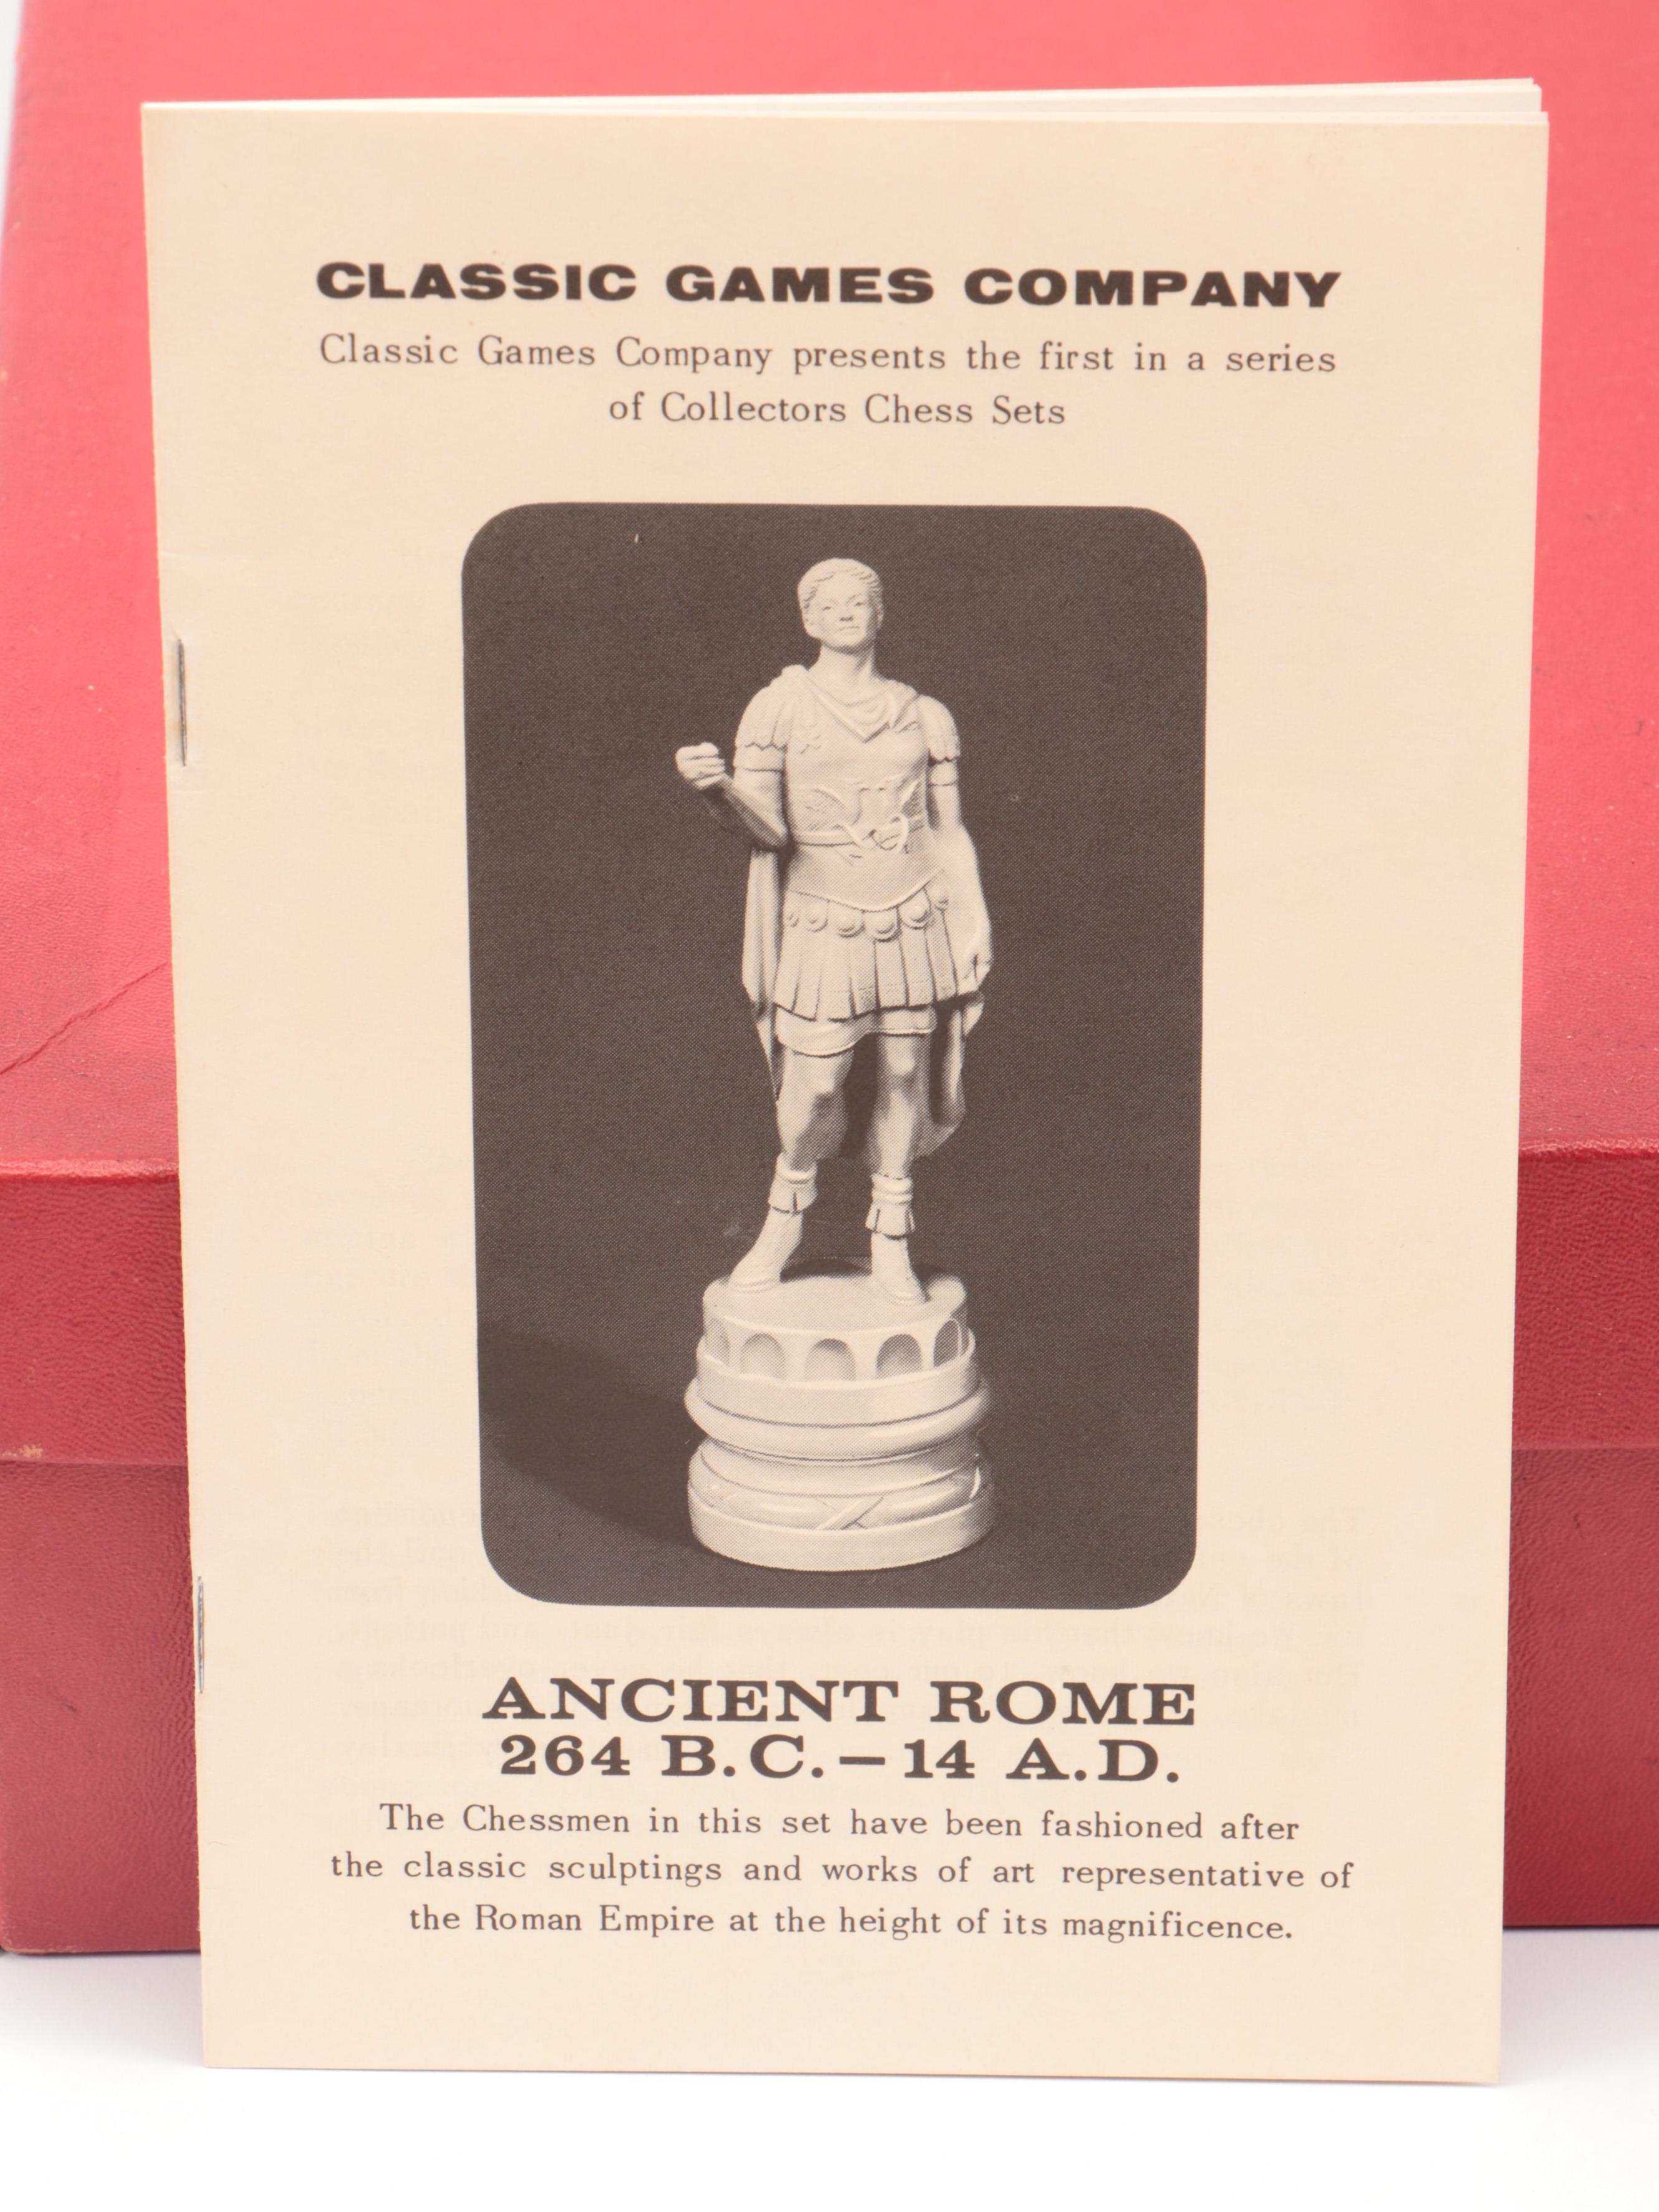 CLASSIC GAMES COMPANY
Classic Games Company presents the first in a series
of Collectors Chess Sets
ANCIENT ROME
264 B.C.—14 A.D.
The Chessmen in this set have been fashioned after
the classic sculptings and works of art representative of
the Roman Empire at the height of its magnificence.